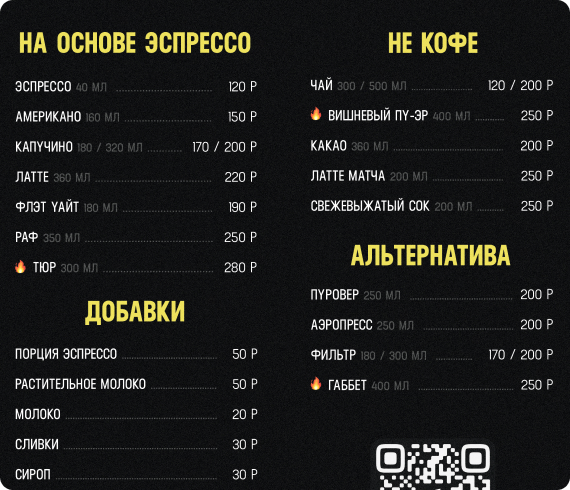 НА ОСНОВЕ ЭСПРЕССО
ЭСПРЕССО 40 МЛ 120 Р
АМЕРИКАНО 160 МЛ 150 Р
КАПУЧИНО 180 / 320 МЛ 170 / 200 Р
ЛАТТЕ 360 МЛ 220 Р
ФЛЭТ УАЙТ 180 МЛ 190 Р
РАФ 350 МЛ 250 Р
🔥 ТЮР 300 МЛ 280 Р
ДОБАВКИ
ПОРЦИЯ ЭСПРЕССО 50 Р
РАСТИТЕЛЬНОЕ МОЛОКО 50 Р
МОЛОКО 20 Р
СЛИВКИ 30 Р
СИРОП 30 Р
НЕ КОФЕ
ЧАЙ 300 / 500 МЛ 120 / 200 Р
🔥 ВИШНЕВЫЙ ПУ-ЭР 400 МЛ 250 Р
КАКАО 360 МЛ 200 Р
ЛАТТЕ МАТЧА 200 МЛ 250 Р
СВЕЖЕВЫЖАТЫЙ СОК 200 МЛ 250 Р
АЛЬТЕРНАТИВА
ПУРОВЕР 250 МЛ 200 Р
АЭРОПРЕСС 250 МЛ 200 Р
ФИЛЬТР 180 / 300 МЛ 170 / 200 Р
🔥 ГАББЕТ 400 МЛ 250 Р